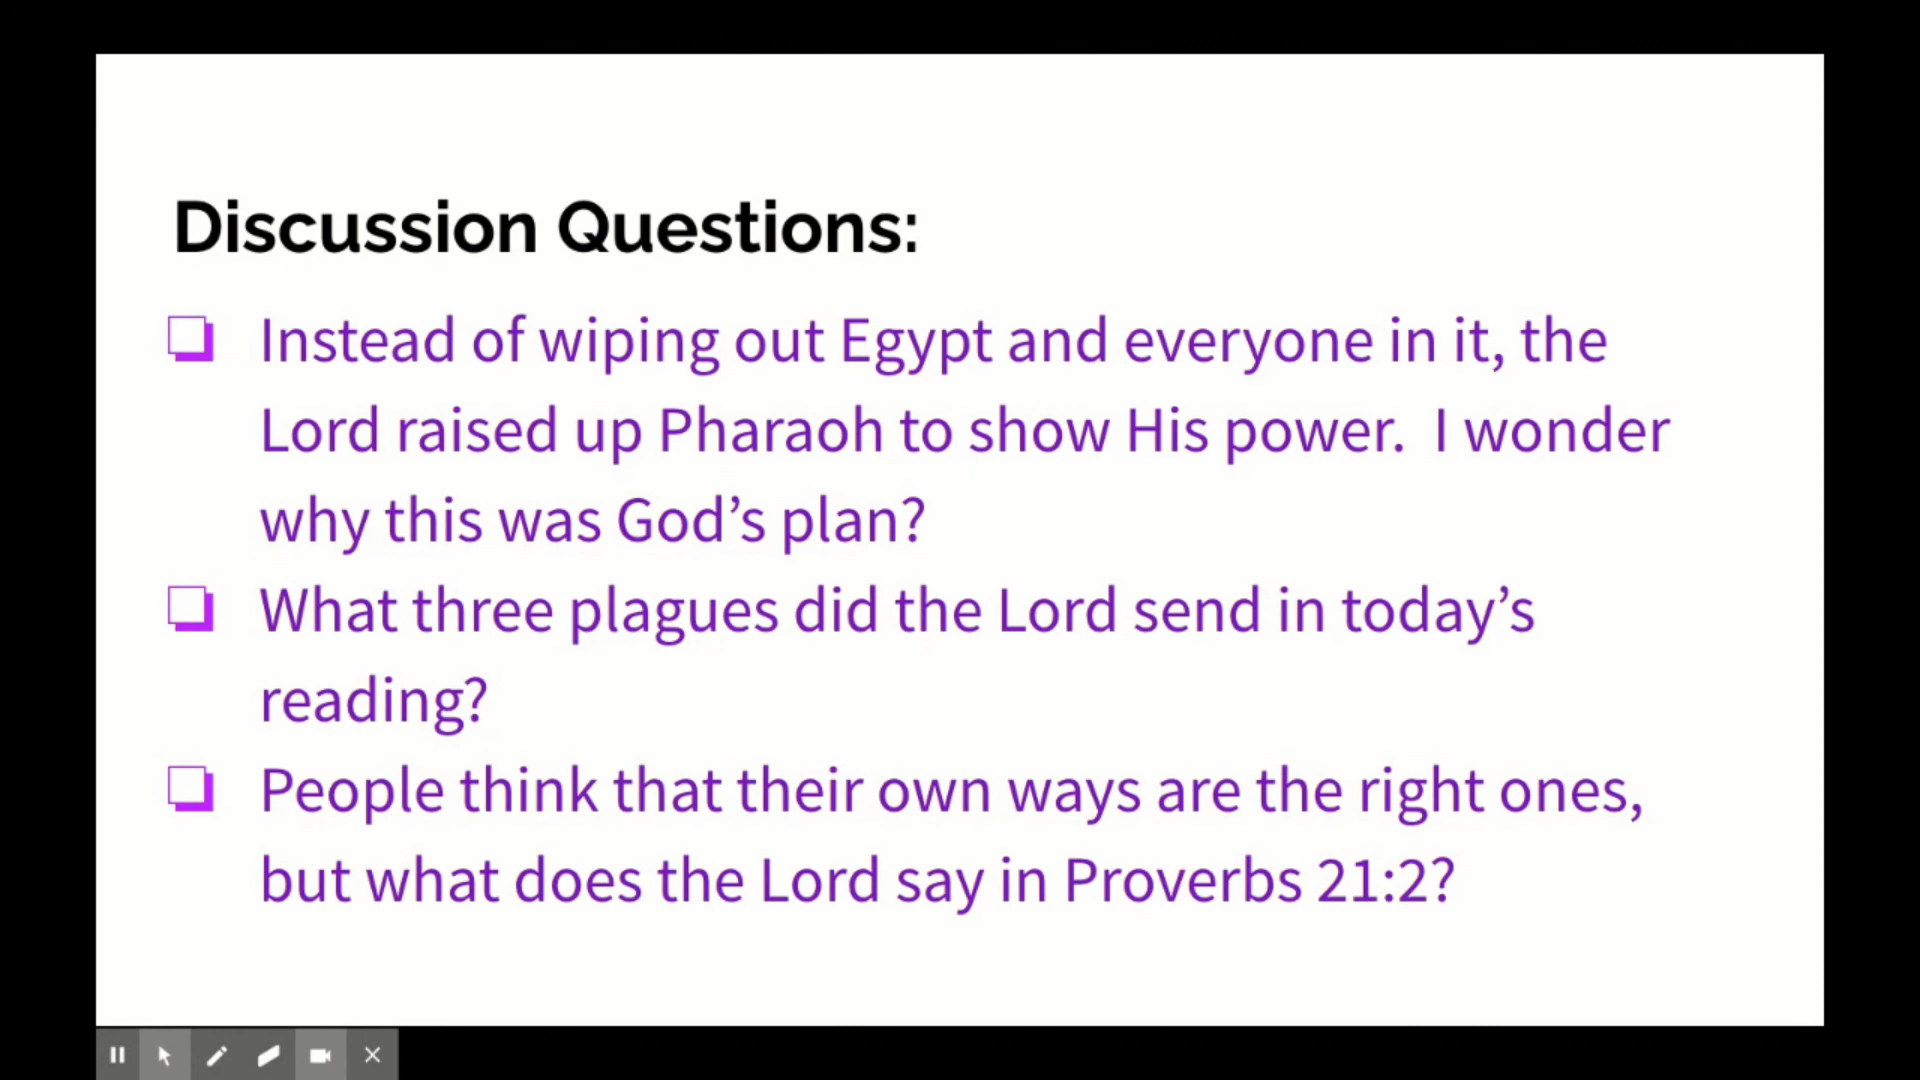 Discussion Questions:
Instead of wiping out Egypt and everyone in it, the
Lord raised up Pharaoh to show His power.  I wonder
why this was God’s plan?
What three plagues did the Lord send in today’s
reading?
People think that their own ways are the right ones,
but what does the Lord say in Proverbs 21:2?